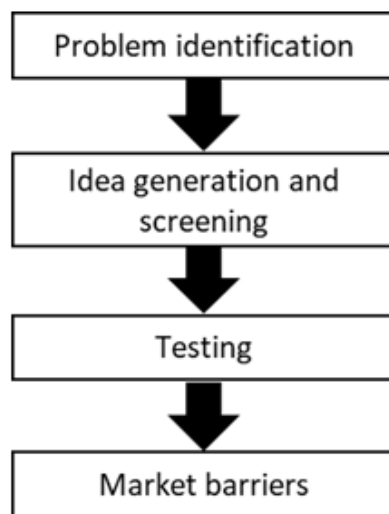 Problem identification
Idea generation and
screening
Testing
Market barriers